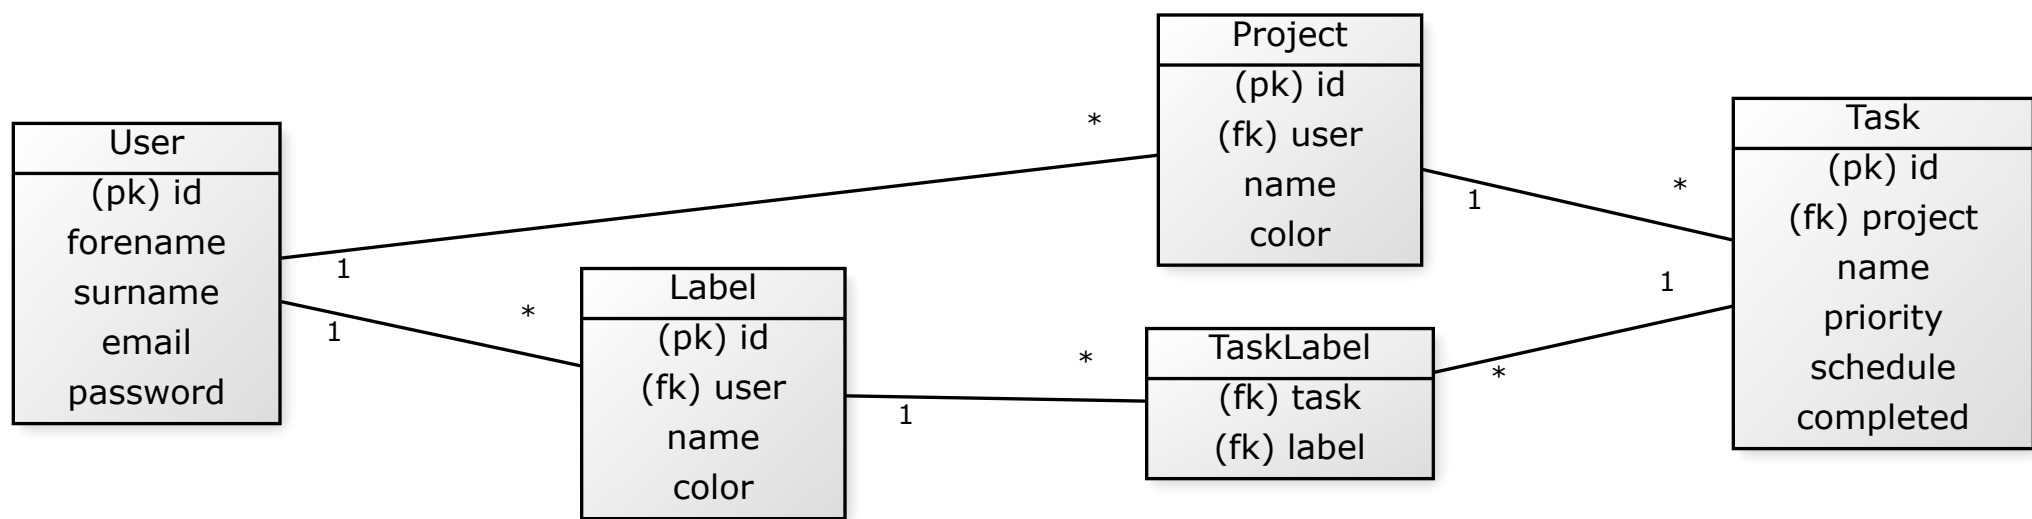 User
(pk) id
forename
surname
email
password
1
*
1
*
Label
(pk) id
(fk) user
name
color
1
*
Project
(pk) id
(fk) user
name
color
1
*
TaskLabel
(fk) task
(fk) label
*
1
Task
(pk) id
(fk) project
name
priority
schedule
completed